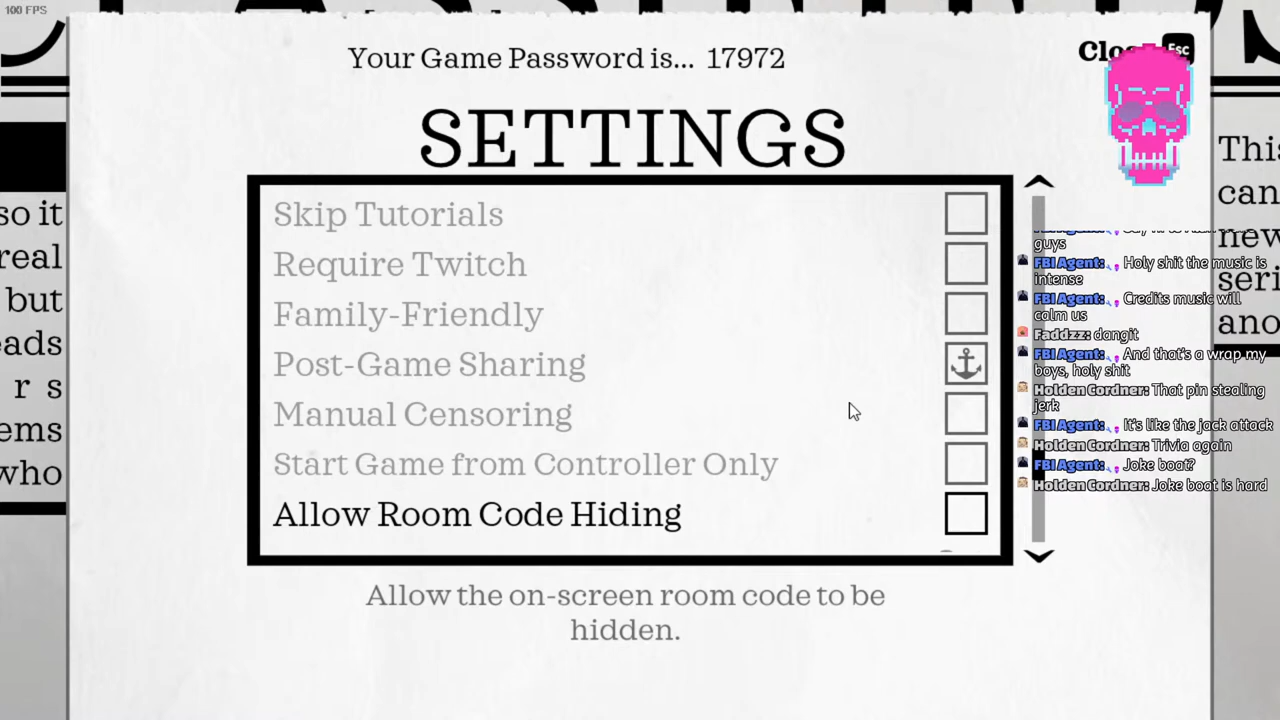 100 FPS
Your Game Password is... 17972
Esc
SETTINGS
Skip Tutorials
Require Twitch
Family-Friendly
Post-Game Sharing
Manual Censoring
Start Game from Controller Only
Allow Room Code Hiding
Allow the on-screen room code to be
hidden.
so it
real
but
eads
r s
ems
who
This
can
new
seri
ano
guys
FBI Agent: Holy shit the music is
intense
FBI Agent: Credits music will
calm us
Faddzz: dangit
FBI Agent: And that's a wrap my
boys, holy shit
Holden Cordner: That pin stealing
jerk
FBI Agent: It's like the jack attack
Holden Cordner: Trivia again
FBI Agent: Joke boat?
Holden Cordner: Joke boat is hard